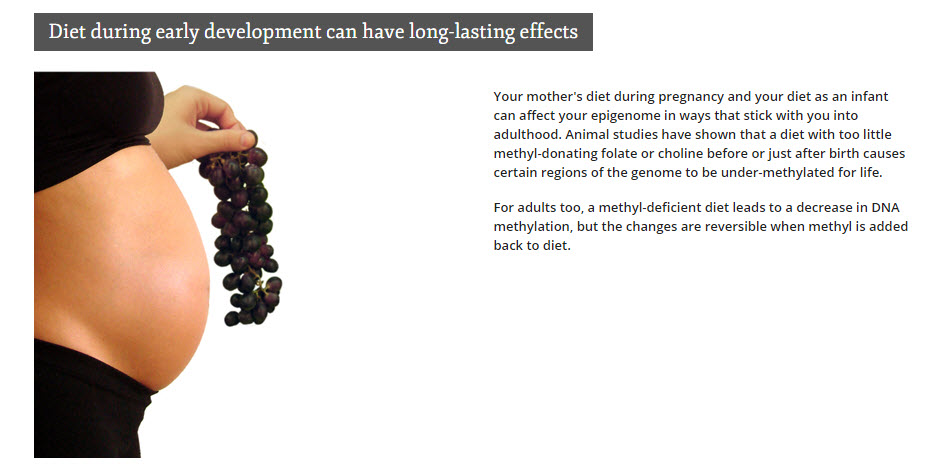 Diet during early development can have long-lasting effects
Your mother's diet during pregnancy and your diet as an infant
can affect your epigenome in ways that stick with you into
adulthood. Animal studies have shown that a diet with too little
methyl-donating folate or choline before or just after birth causes
certain regions of the genome to be under-methylated for life.
For adults too, a methyl-deficient diet leads to a decrease in DNA
methylation, but the changes are reversible when methyl is added
back to diet.